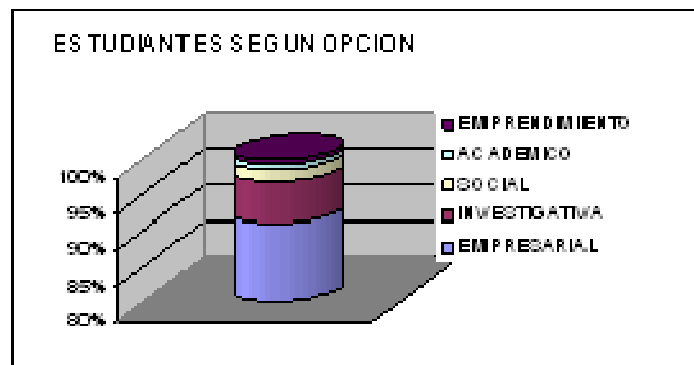 ESTUDIANTES SEGUN OPCION
100%
95%
90%
85%
80%
EMPRENDIMIENTO
ACADEMICO
SOCIAL
INVESTIGATIVA
EMPRESARIAL